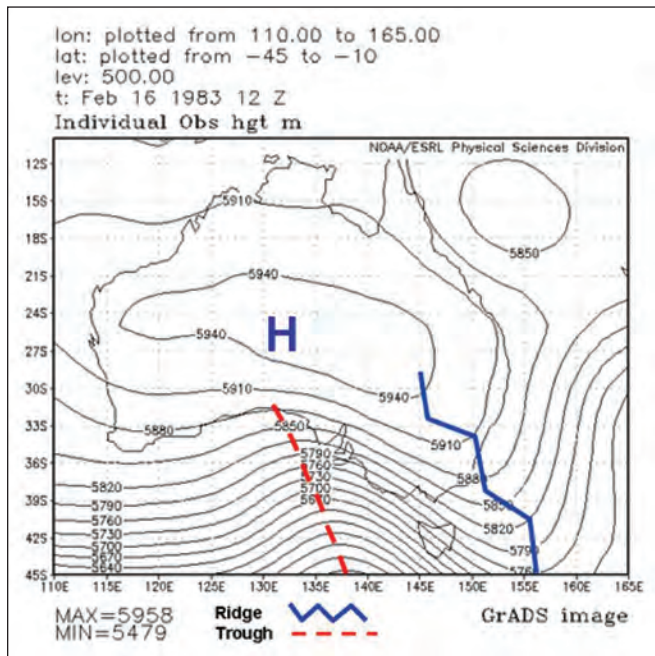 lon: plotted from 110.00 to 165.00
lat: plotted from -45 to -10
lev: 500.00
t: Feb 16 1983 12 Z
Individual Obs hgt m
NOAA/ESRL Physical Sciences Division
12S
15S
5910
18S
5850
21S
5940
24S
H
5940
27S
30S
5940
5910
33S
5880
5850
5910
5790
36S
5760
5880
5730
5820
5700
39S
5790
5670
5850
5760
5820
5730
42S
5700
5790
5670
5640
5760
45S
110E 115E 120E 125E 130E 135E 140E 145E 150E 155E 160E 165E
MAX=5958 Ridge GrADS image
MIN=5479 Trough